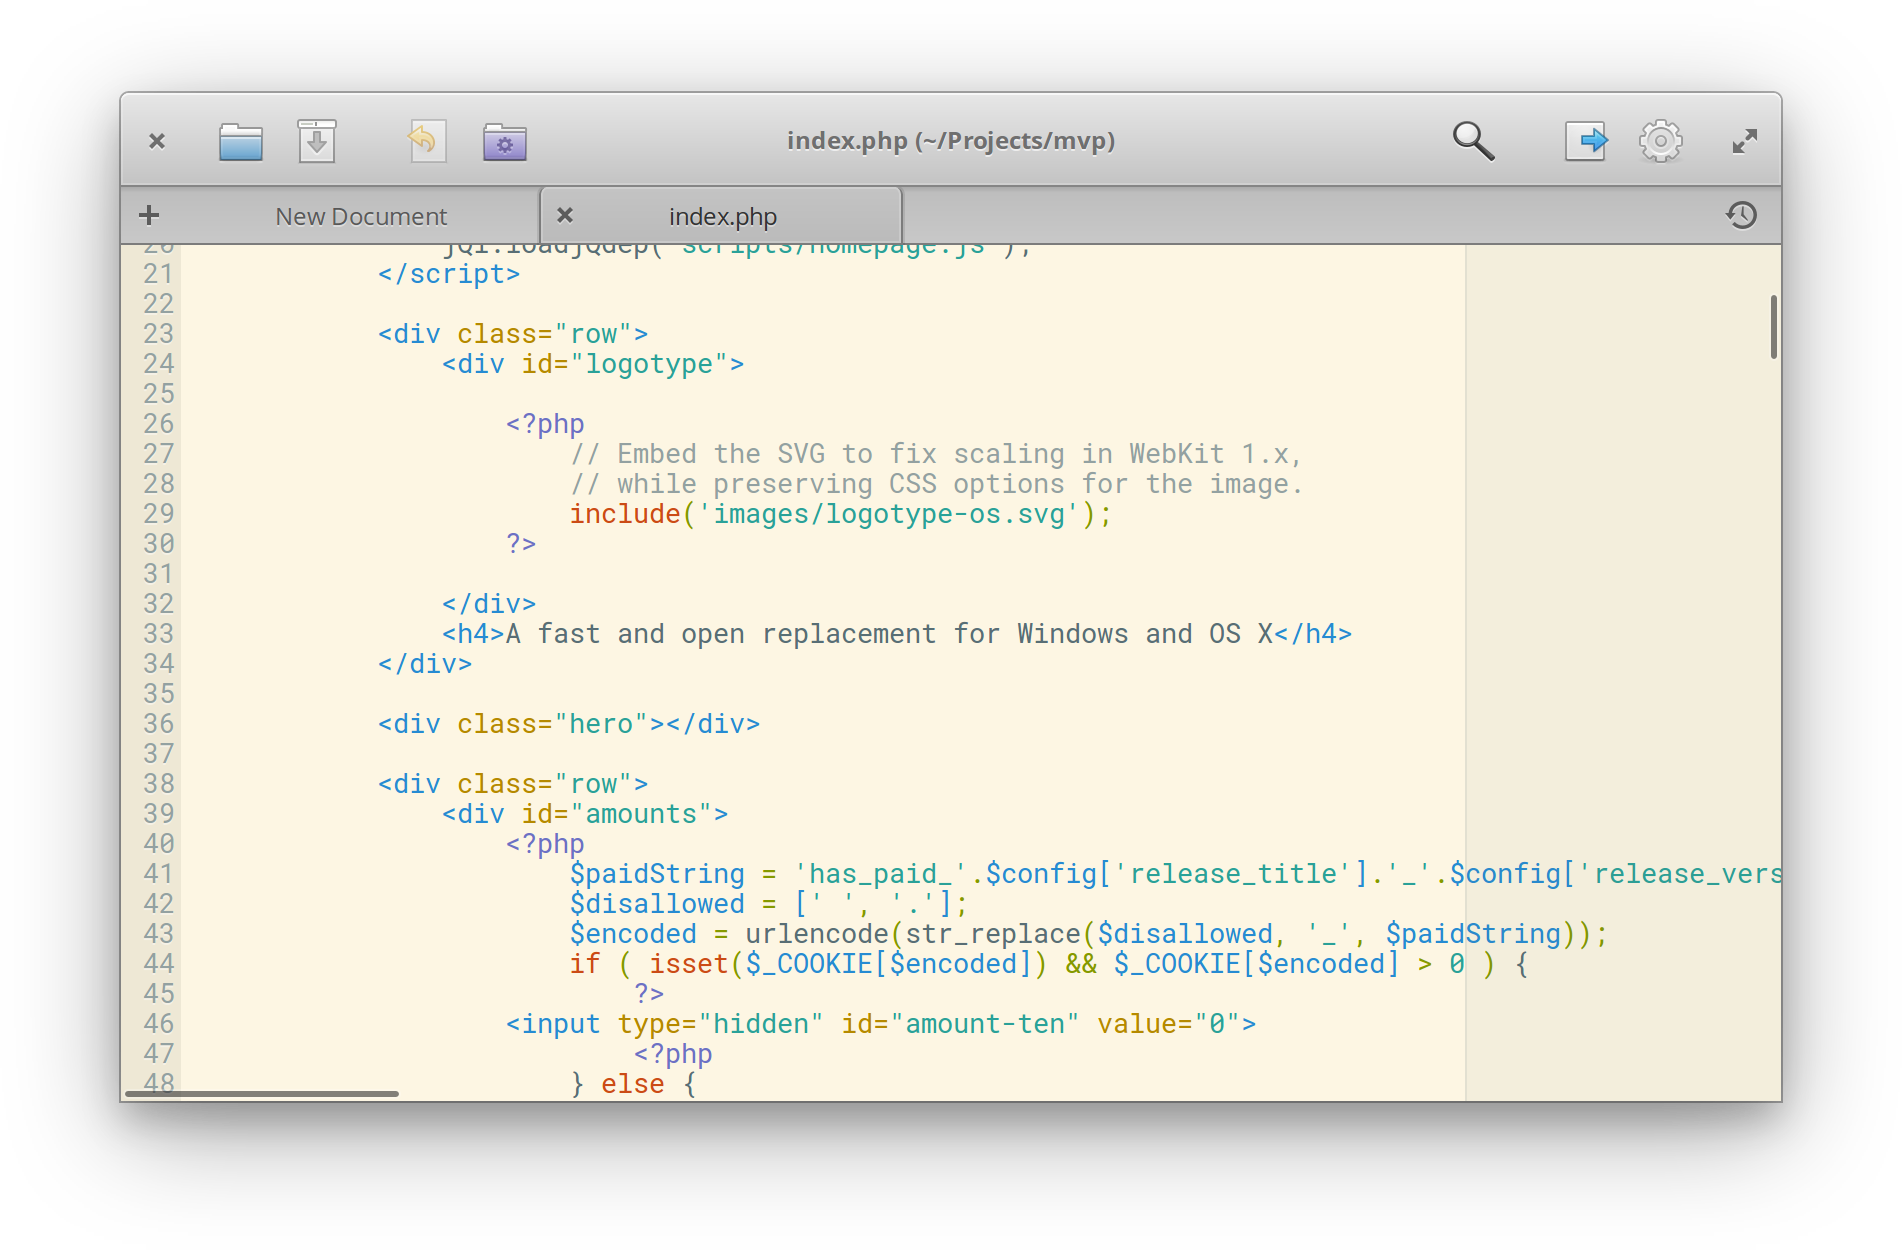 index.php (~/Projects/mvp)
New Document
index.php
20 jQl.loadjQdep('scripts/homepage.js');
21 </script>
22
23 <div class="row">
24 <div id="logotype">
25
26 <?php
27 // Embed the SVG to fix scaling in WebKit 1.x,
28 // while preserving CSS options for the image.
29 include('images/logotype-os.svg');
30 ?>
31
32 </div>
33 <h4>A fast and open replacement for Windows and OS X</h4>
34 </div>
35
36 <div class="hero"></div>
37
38 <div class="row">
39 <div id="amounts">
40 <?php
41 $paidString = 'has_paid_'.$config['release_title'].'_'.$config['release_vers
42 $disallowed = [' ', '.'];
43 $encoded = urlencode(str_replace($disallowed, '_', $paidString));
44 if ( isset($_COOKIE[$encoded]) && $_COOKIE[$encoded] > 0 ) {
45 ?>
46 <input type="hidden" id="amount-ten" value="0">
47 <?php
48 } else {